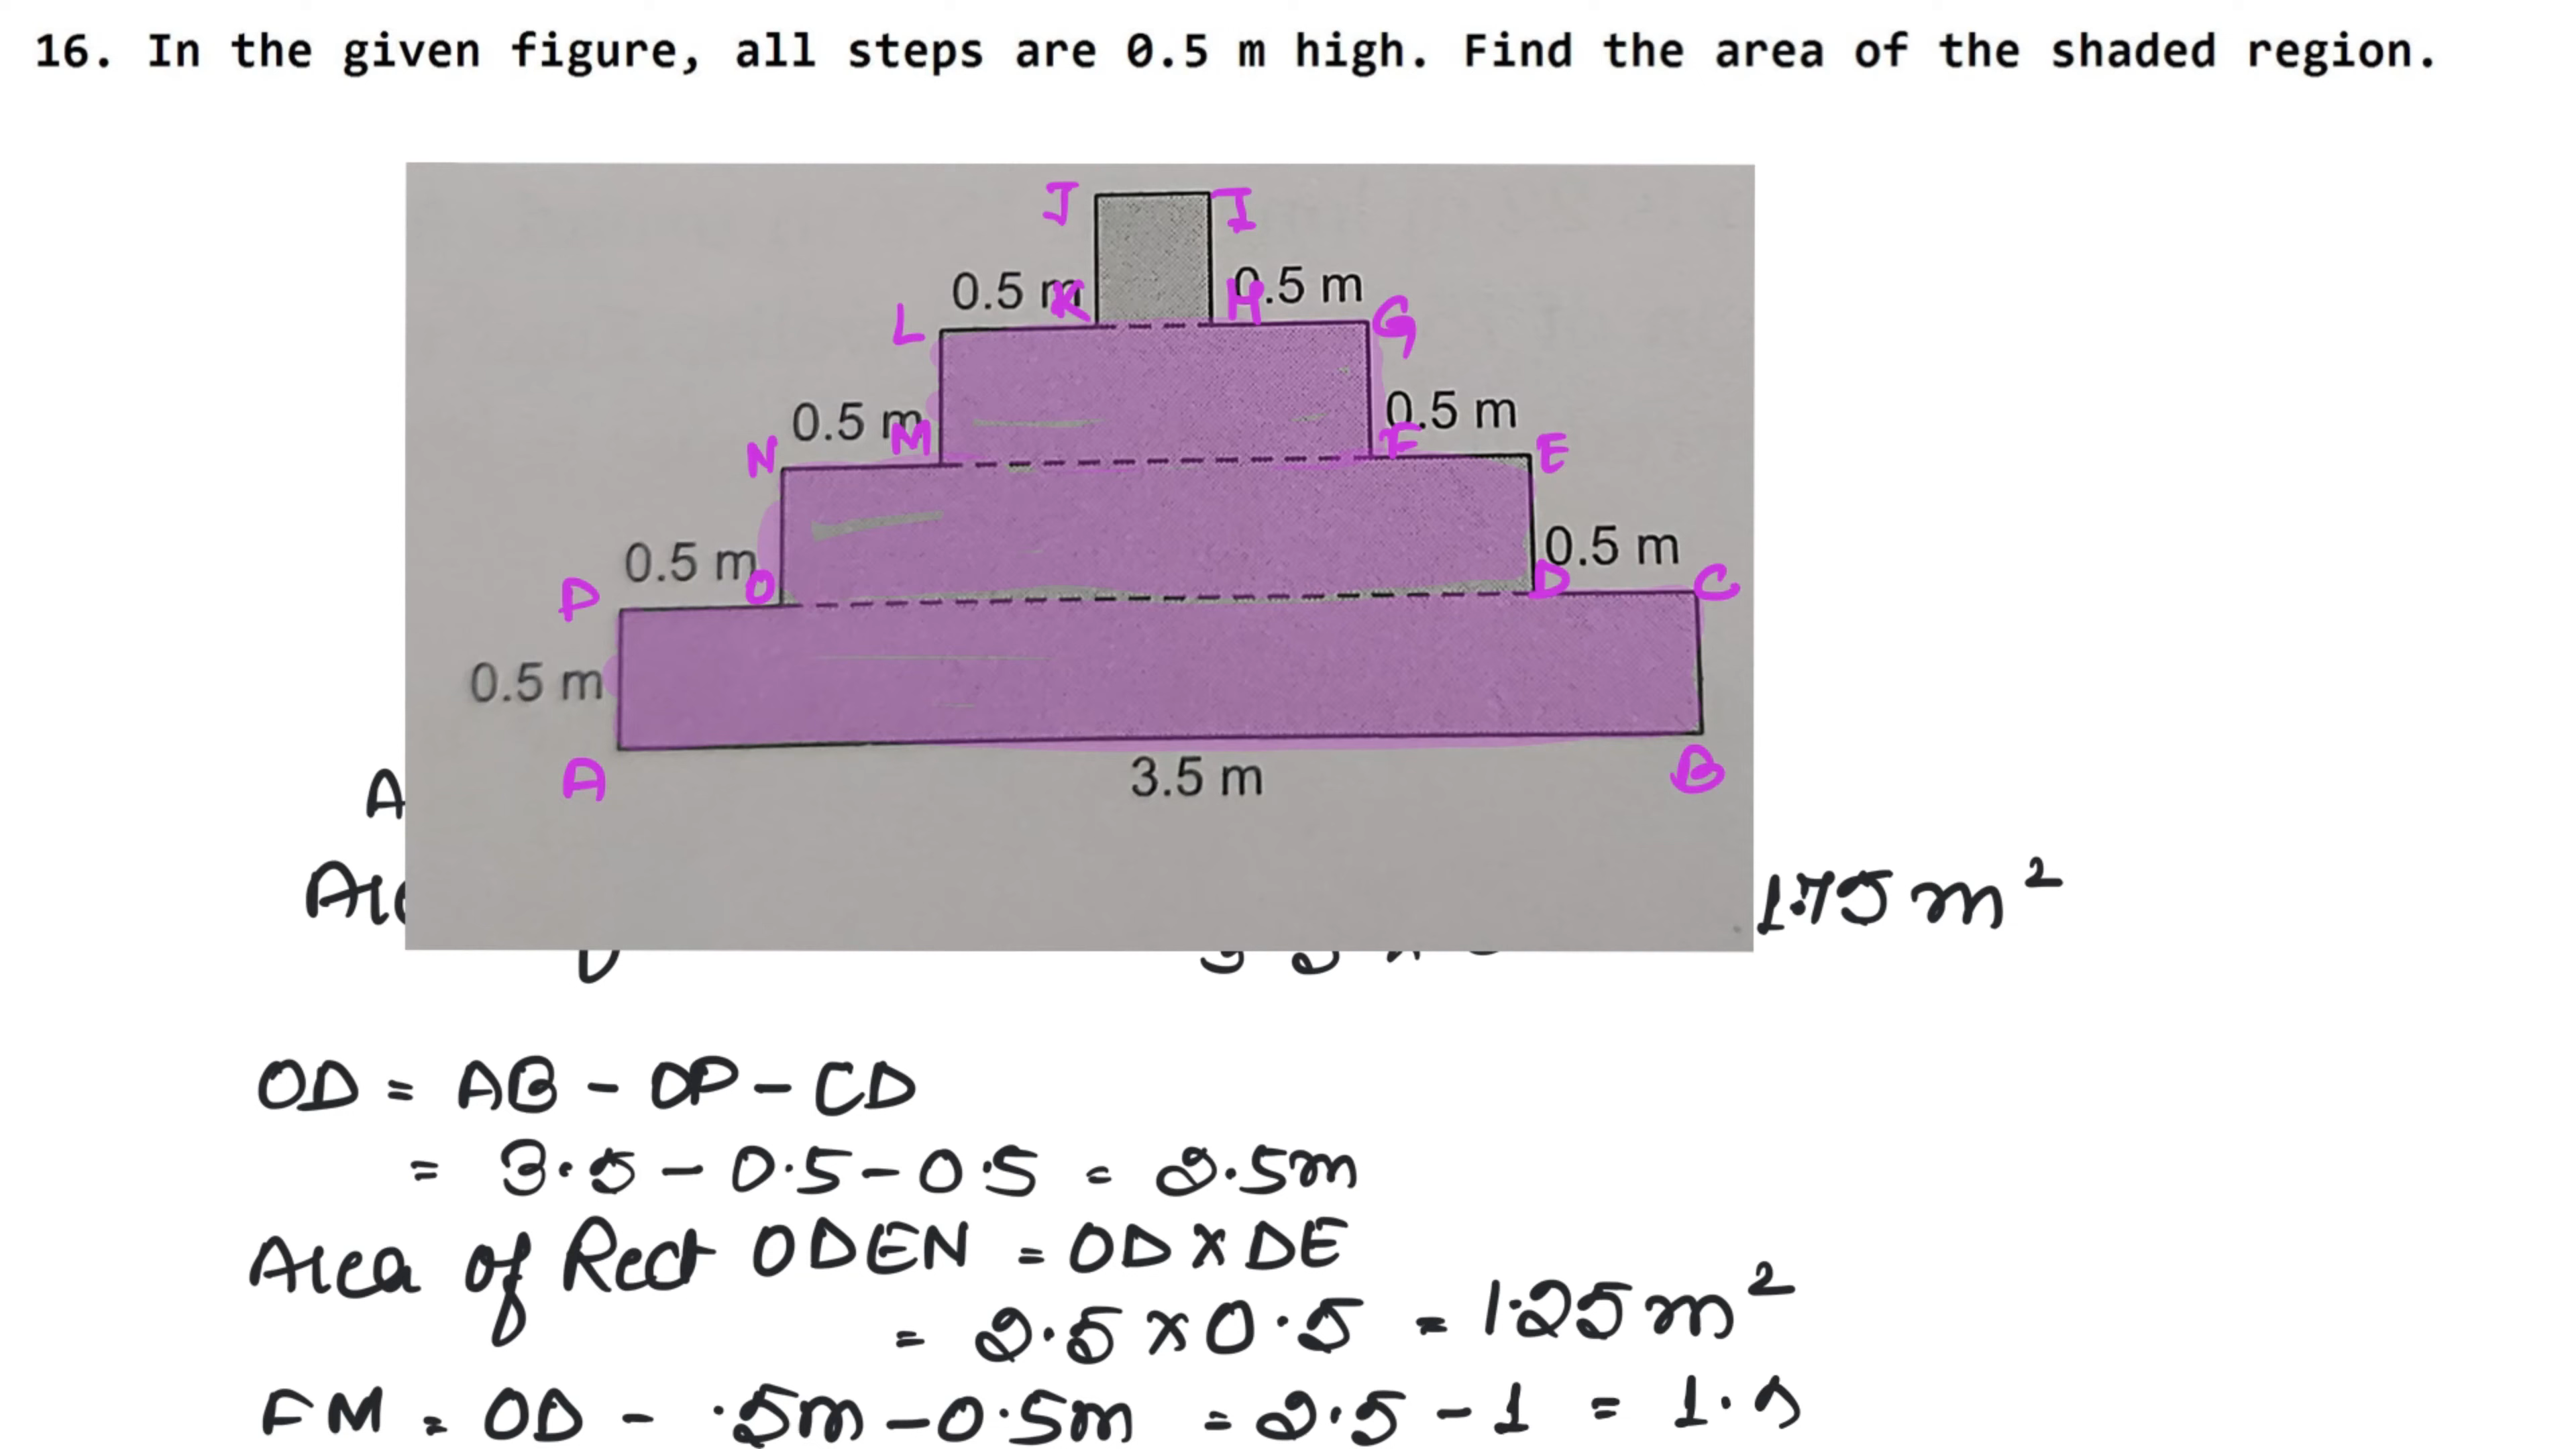 16. In the given figure, all steps are 0.5 m high. Find the area of the shaded region.
J I
0.5 m K H 0.5 m
L G
0.5 m M F 0.5 m
N E
0.5 m O D 0.5 m
P C
0.5 m
A 3.5 m B
A
1.75 m²
OD = AB - OP - CD
= 3.5 - 0.5 - 0.5 = 2.5m
Area of Rect ODEN = OD X DE
= 2.5 x 0.5 = 1.25 m²
FM = OD - .5m - 0.5m = 2.5 - 1 = 1.